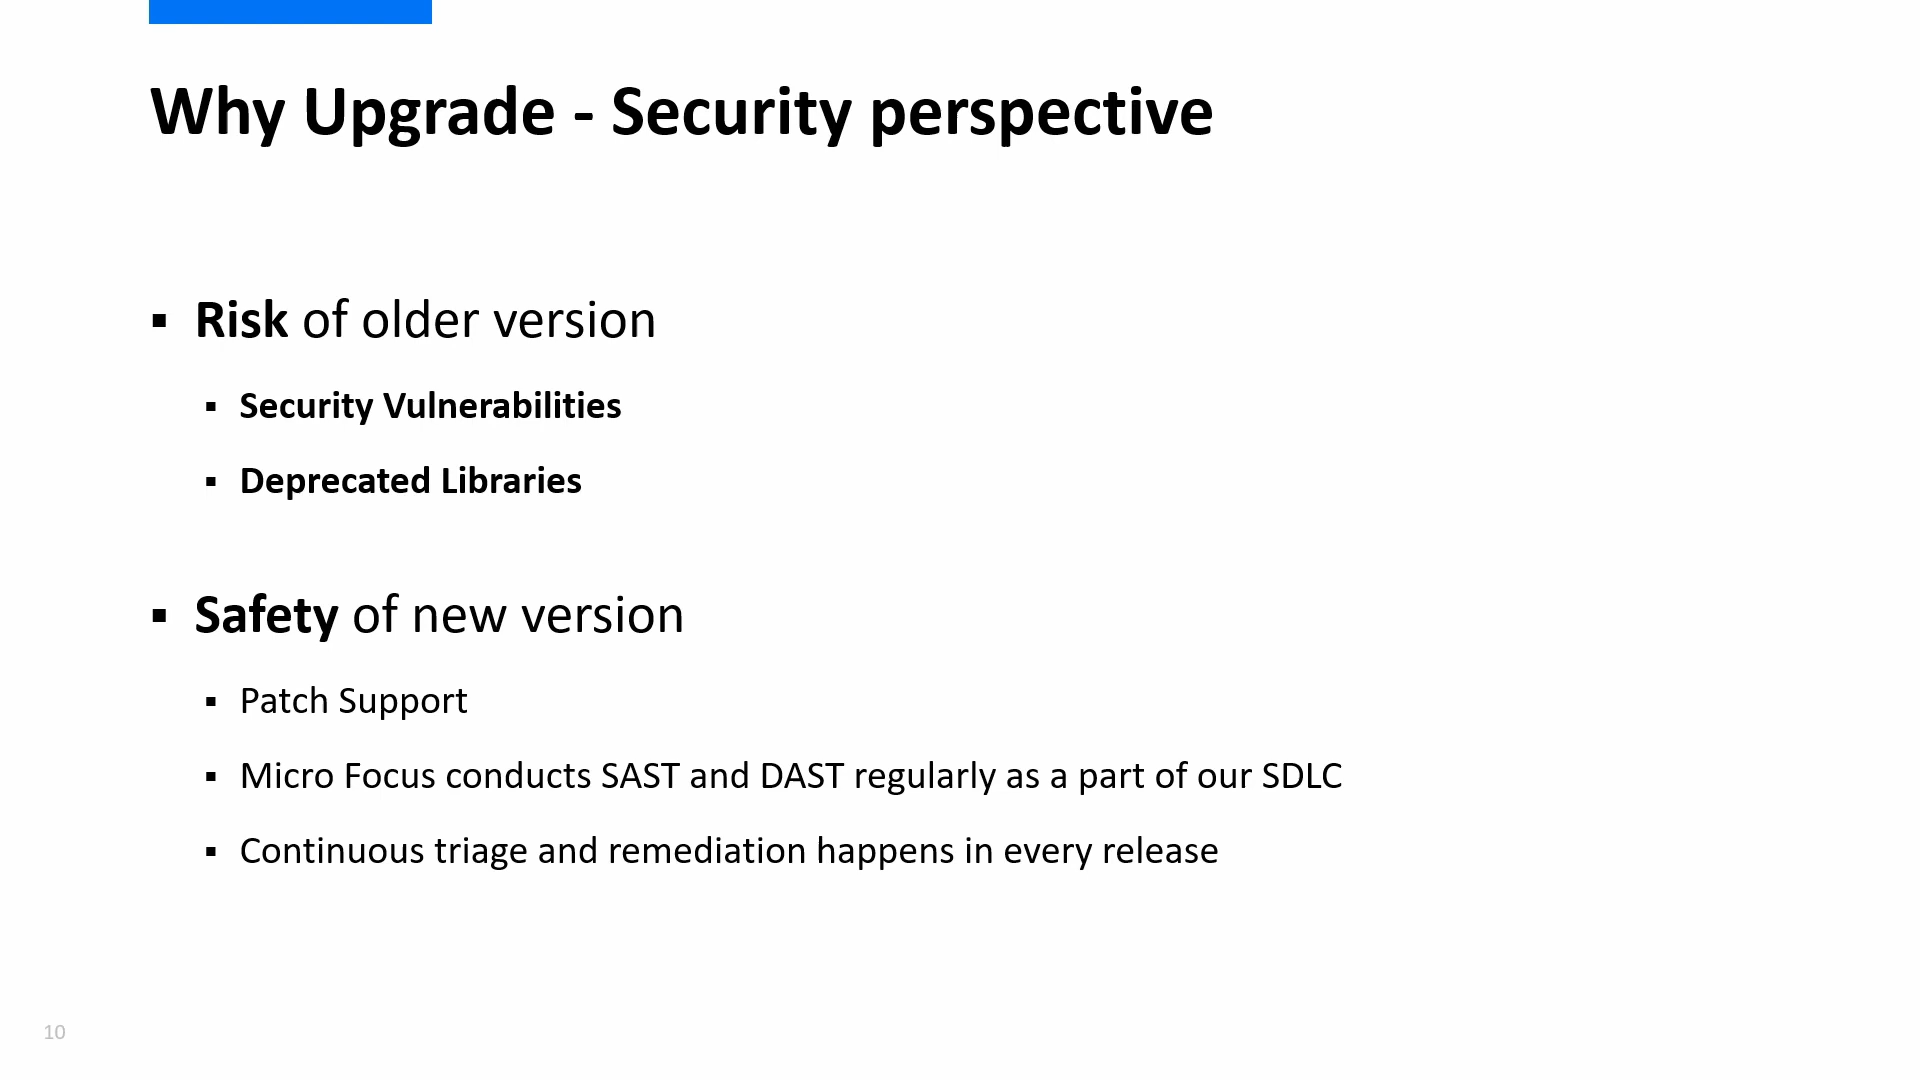 Why Upgrade - Security perspective
▪ Risk of older version
▪ Security Vulnerabilities
▪ Deprecated Libraries
▪ Safety of new version
▪ Patch Support
▪ Micro Focus conducts SAST and DAST regularly as a part of our SDLC
▪ Continuous triage and remediation happens in every release
10